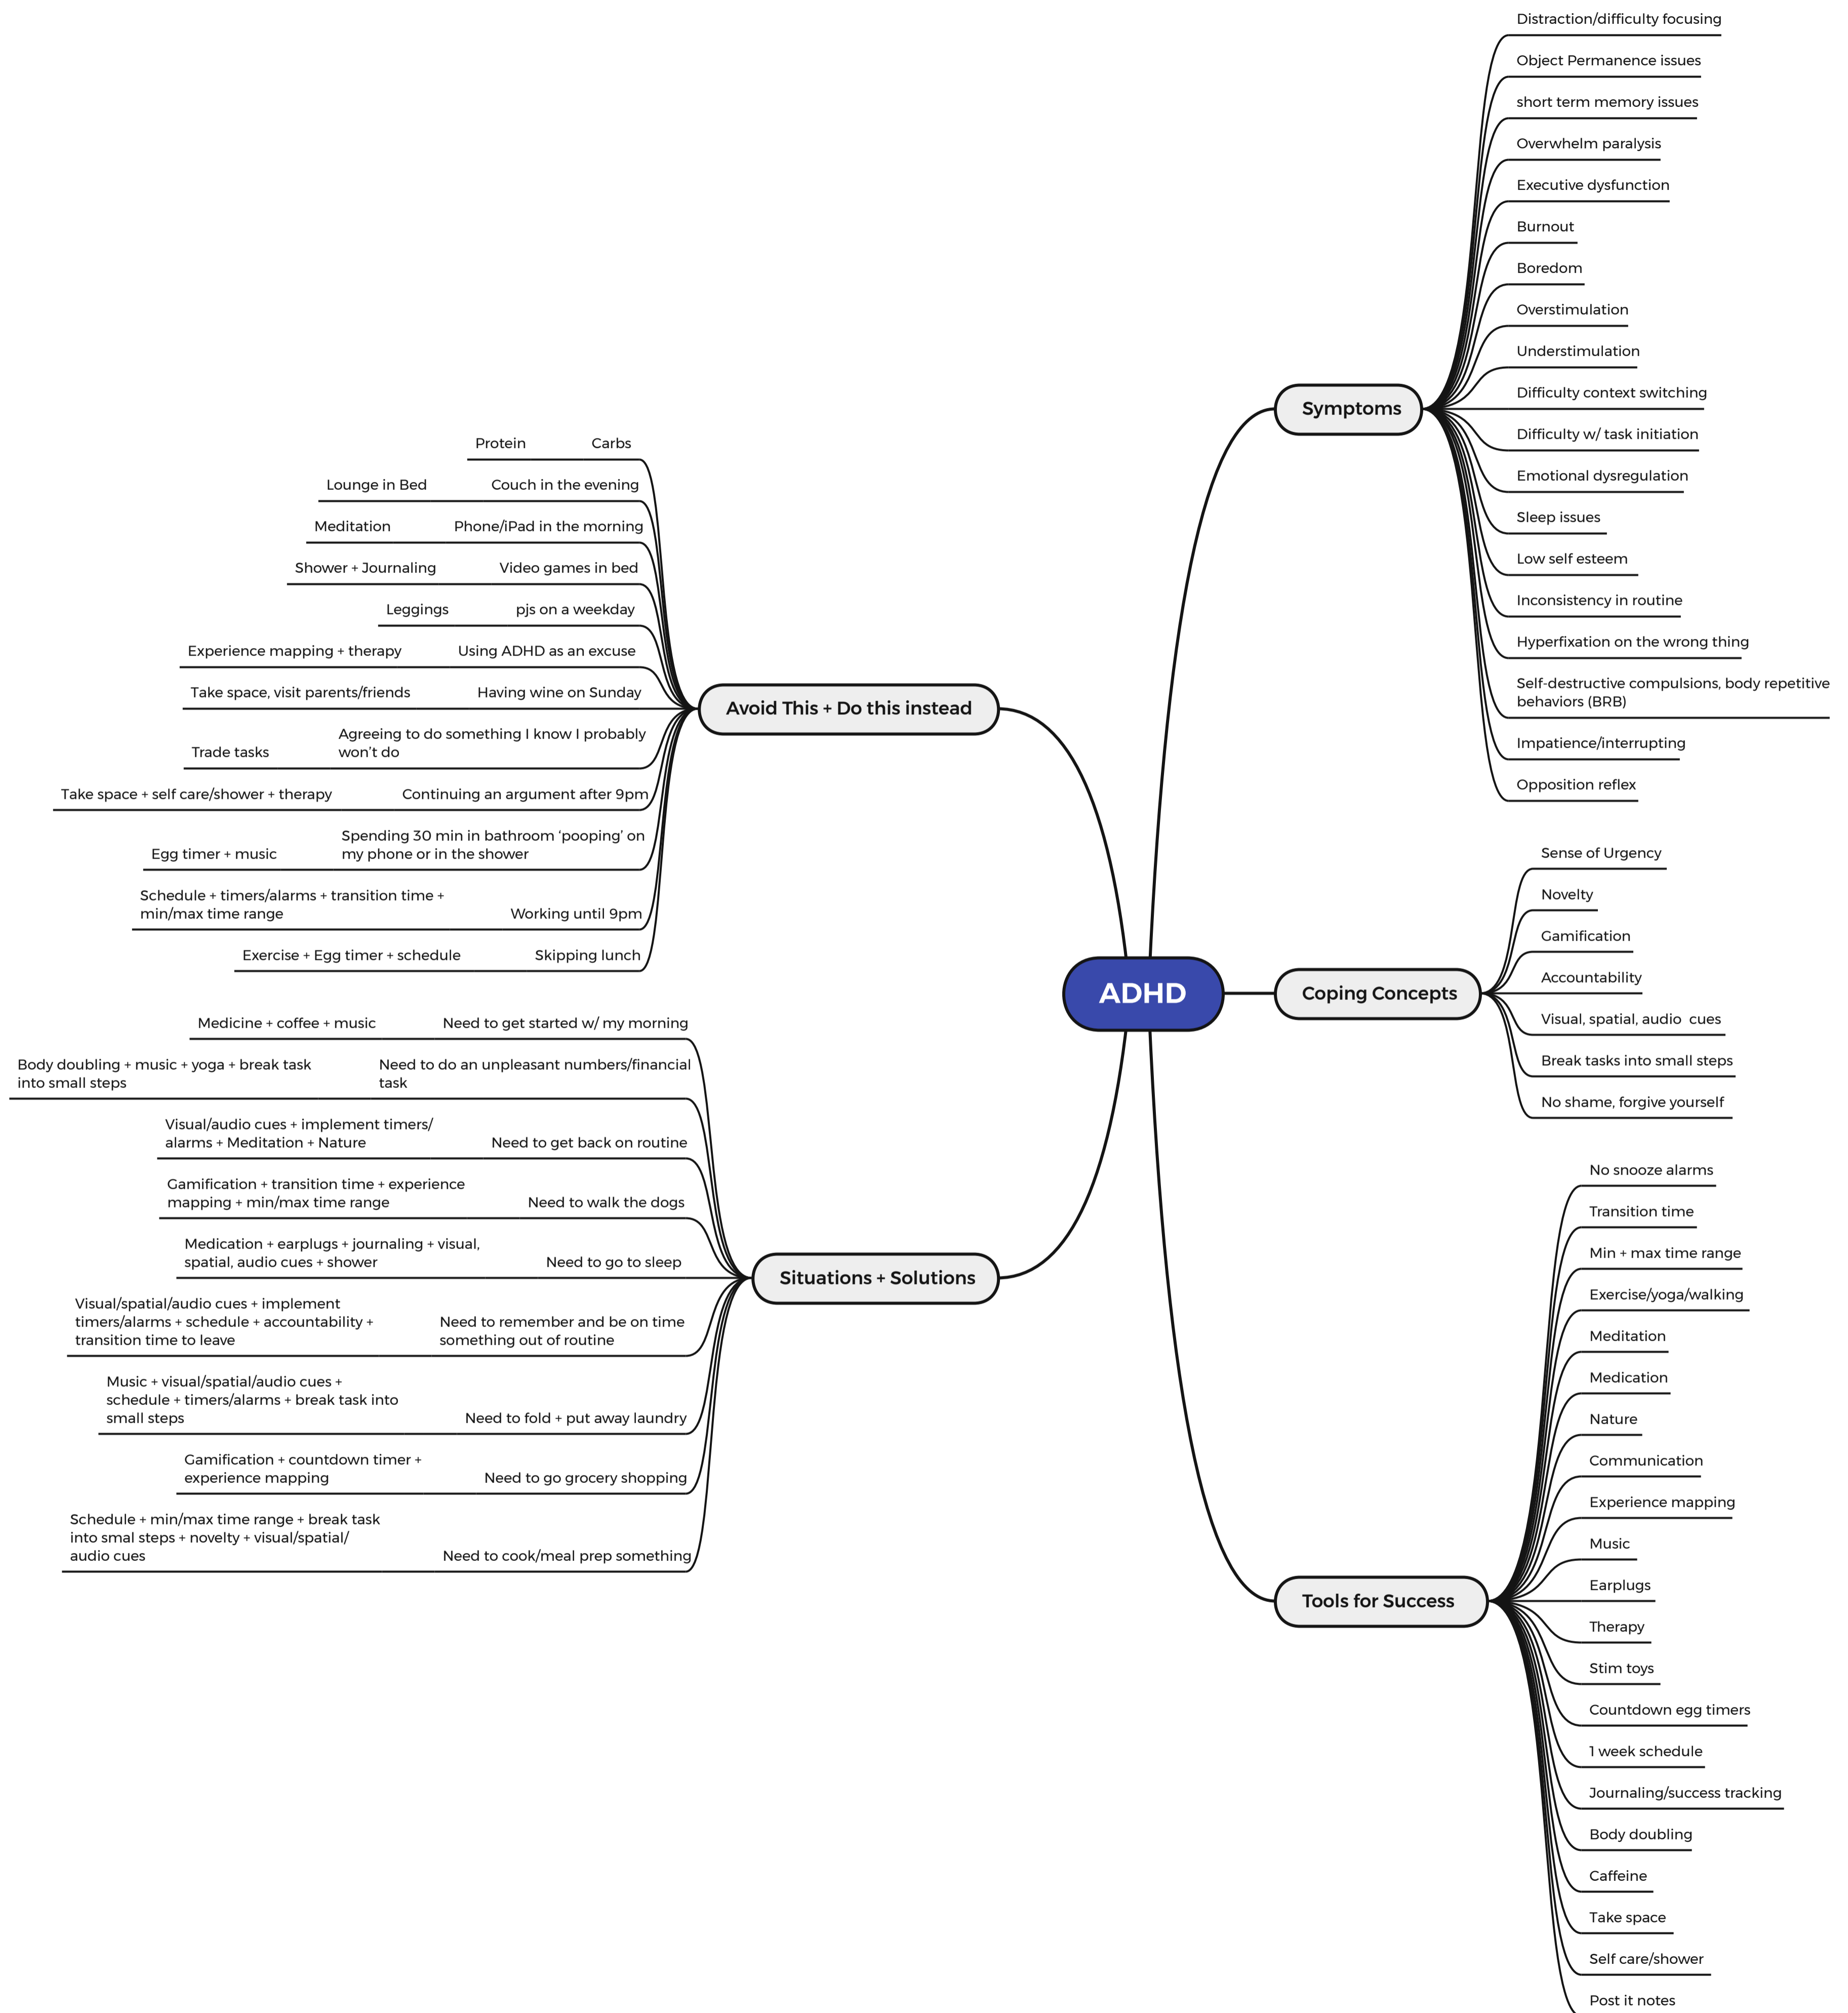 ADHD
Symptoms
Distraction/difficulty focusing
Object Permanence issues
short term memory issues
Overwhelm paralysis
Executive dysfunction
Burnout
Boredom
Overstimulation
Understimulation
Difficulty context switching
Difficulty w/ task initiation
Emotional dysregulation
Sleep issues
Low self esteem
Inconsistency in routine
Hyperfixation on the wrong thing
Self-destructive compulsions, body repetitive
behaviors (BRB)
Impatience/interrupting
Opposition reflex
Coping Concepts
Sense of Urgency
Novelty
Gamification
Accountability
Visual, spatial, audio  cues
Break tasks into small steps
No shame, forgive yourself
Tools for Success
No snooze alarms
Transition time
Min + max time range
Exercise/yoga/walking
Meditation
Medication
Nature
Communication
Experience mapping
Music
Earplugs
Therapy
Stim toys
Countdown egg timers
1 week schedule
Journaling/success tracking
Body doubling
Caffeine
Take space
Self care/shower
Post it notes
Avoid This + Do this instead
Carbs
Protein
Couch in the evening
Lounge in Bed
Phone/iPad in the morning
Meditation
Video games in bed
Shower + Journaling
pjs on a weekday
Leggings
Using ADHD as an excuse
Experience mapping + therapy
Having wine on Sunday
Take space, visit parents/friends
Agreeing to do something I know I probably
won’t do
Trade tasks
Continuing an argument after 9pm
Take space + self care/shower + therapy
Spending 30 min in bathroom ‘pooping’ on
my phone or in the shower
Egg timer + music
Working until 9pm
Schedule + timers/alarms + transition time +
min/max time range
Skipping lunch
Exercise + Egg timer + schedule
Situations + Solutions
Need to get started w/ my morning
Medicine + coffee + music
Need to do an unpleasant numbers/financial
task
Body doubling + music + yoga + break task
into small steps
Need to get back on routine
Visual/audio cues + implement timers/
alarms + Meditation + Nature
Need to walk the dogs
Gamification + transition time + experience
mapping + min/max time range
Need to go to sleep
Medication + earplugs + journaling + visual,
spatial, audio cues + shower
Need to remember and be on time
something out of routine
Visual/spatial/audio cues + implement
timers/alarms + schedule + accountability +
transition time to leave
Need to fold + put away laundry
Music + visual/spatial/audio cues +
schedule + timers/alarms + break task into
small steps
Need to go grocery shopping
Gamification + countdown timer +
experience mapping
Need to cook/meal prep something
Schedule + min/max time range + break task
into smal steps + novelty + visual/spatial/
audio cues